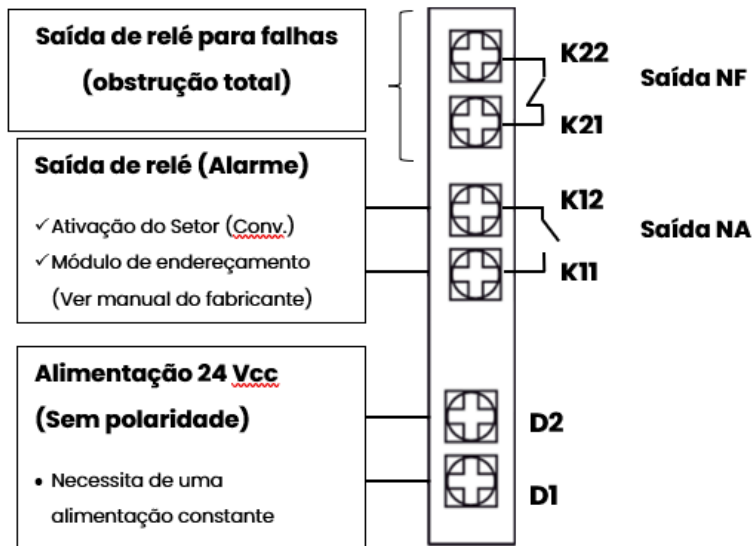 Saída de relé para falhas
(obstrução total)
K22
Saída NF
K21
Saída de relé (Alarme)
✓Ativação do Setor (Conv.)
✓Módulo de endereçamento
(Ver manual do fabricante)
K12
Saída NA
K11
Alimentação 24 Vcc
(Sem polaridade)
• Necessita de uma
alimentação constante
D2
D1